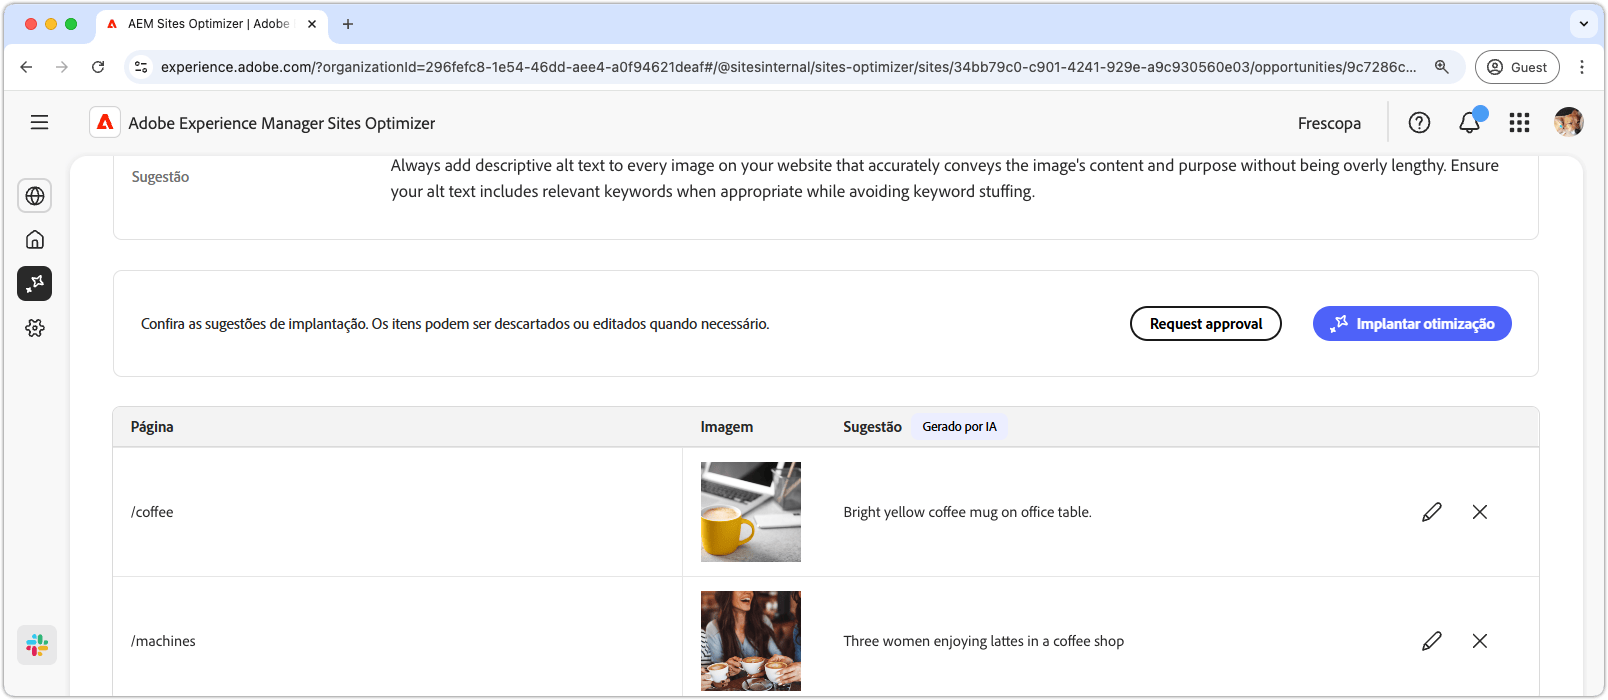 AEM Sites Optimizer | Adobe
experience.adobe.com/?organizationId=296fefc8-1e54-46dd-aee4-a0f94621deaf#/@sitesinternal/sites-optimizer/sites/34bb79c0-c901-4241-929e-a9c930560e03/opportunities/9c7286c...
Guest
Adobe Experience Manager Sites Optimizer
Frescopa
Sugestão
Always add descriptive alt text to every image on your website that accurately conveys the image's content and purpose without being overly lengthy. Ensure
your alt text includes relevant keywords when appropriate while avoiding keyword stuffing.
Confira as sugestões de implantação. Os itens podem ser descartados ou editados quando necessário.
Request approval
Implantar otimização
Página
Imagem
Sugestão
Gerado por IA
/coffee
Bright yellow coffee mug on office table.
/machines
Three women enjoying lattes in a coffee shop